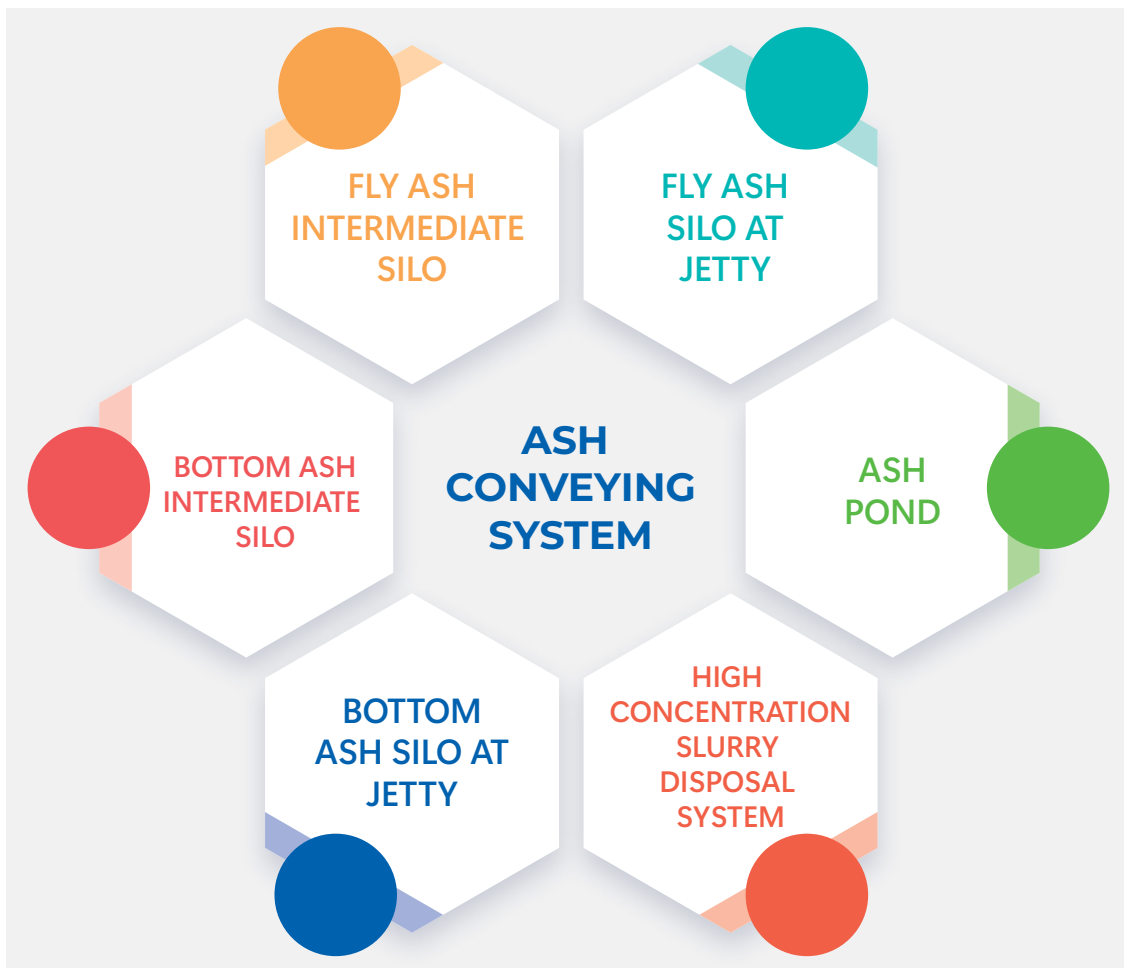 FLY ASH
INTERMEDIATE
SILO
FLY ASH
SILO AT
JETTY
BOTTOM ASH
INTERMEDIATE
SILO
ASH
CONVEYING
SYSTEM
ASH
POND
BOTTOM
ASH SILO AT
JETTY
HIGH
CONCENTRATION
SLURRY
DISPOSAL
SYSTEM